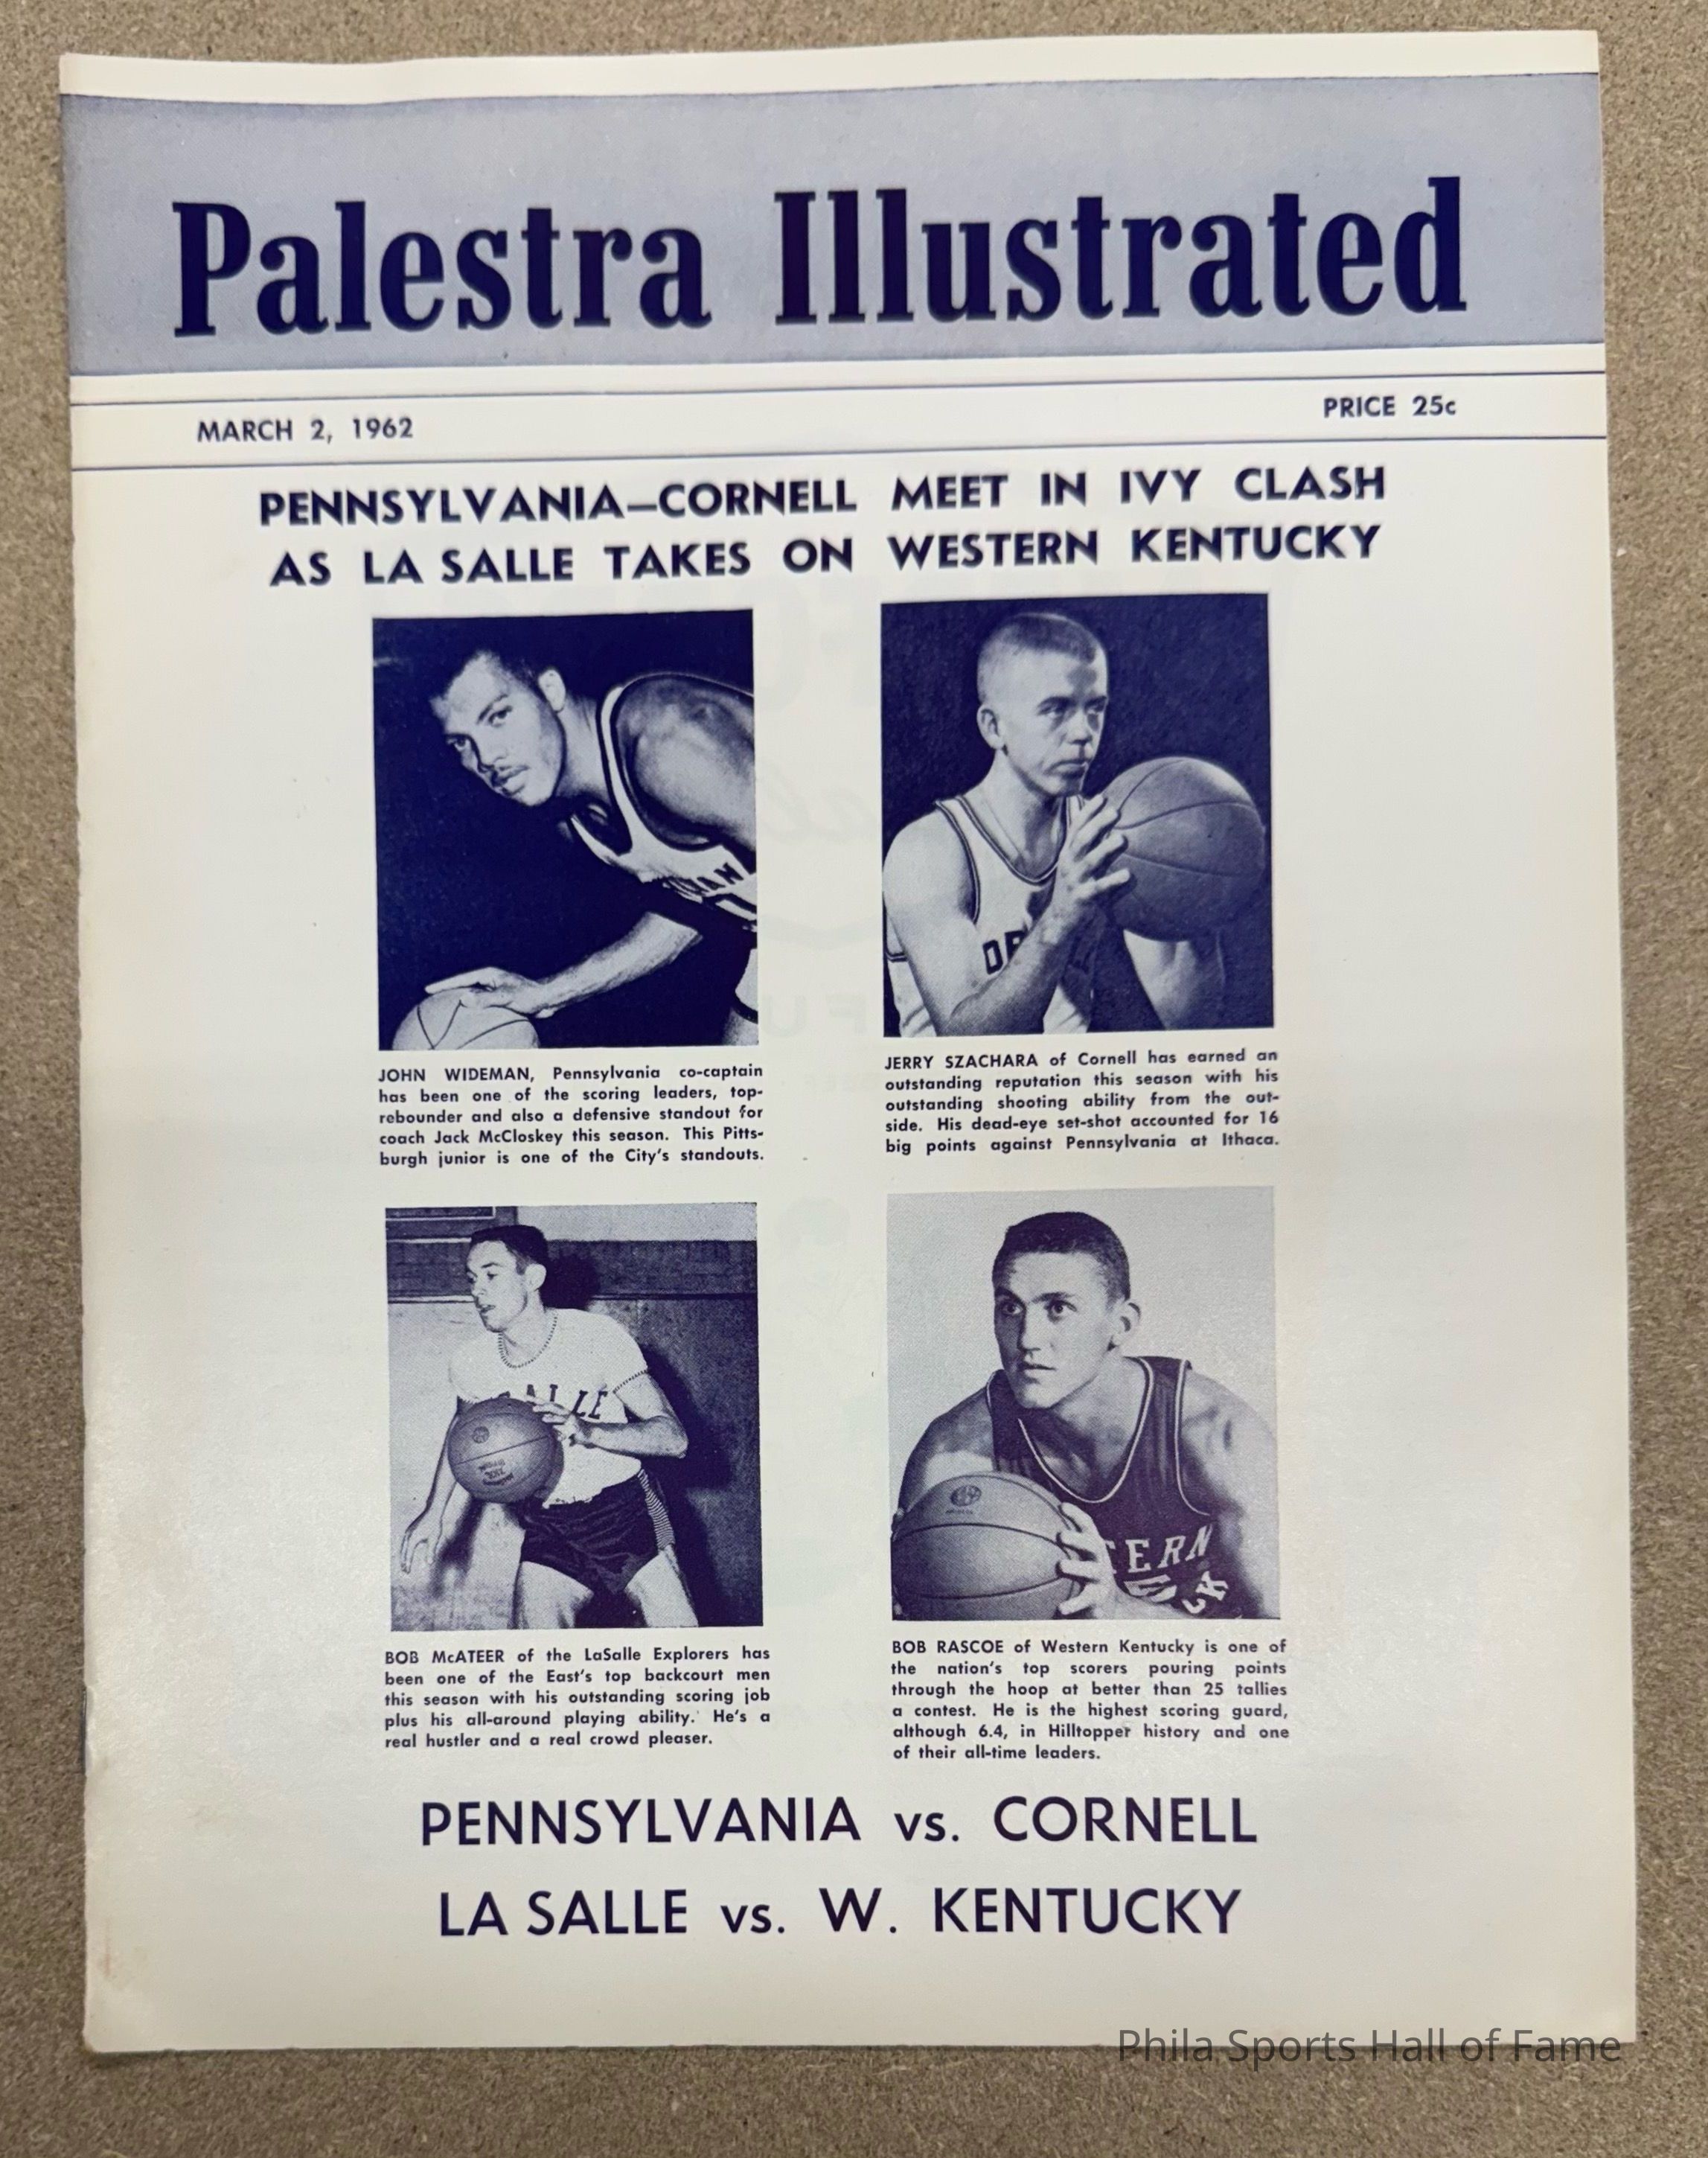 Palestra Illustrated
MARCH 2, 1962
PRICE 25c
PENNSYLVANIA–CORNELL MEET IN IVY CLASH
AS LA SALLE TAKES ON WESTERN KENTUCKY
JOHN WIDEMAN, Pennsylvania co-captain
has been one of the scoring leaders, top-
rebounder and also a defensive standout for
coach Jack McCloskey this season. This Pitts-
burgh junior is one of the City's standouts.
JERRY SZACHARA of Cornell has earned an
outstanding reputation this season with his
outstanding shooting ability from the out-
side. His dead-eye set-shot accounted for 16
big points against Pennsylvania at Ithaca.
BOB McATEER of the LaSalle Explorers has
been one of the East's top backcourt men
this season with his outstanding scoring job
plus his all-around playing ability. He's a
real hustler and a real crowd pleaser.
BOB RASCOE of Western Kentucky is one of
the nation's top scorers pouring points
through the hoop at better than 25 tallies
a contest. He is the highest scoring guard,
although 6.4, in Hilltopper history and one
of their all-time leaders.
PENNSYLVANIA vs. CORNELL
LA SALLE vs. W. KENTUCKY
Phila Sports Hall of Fame